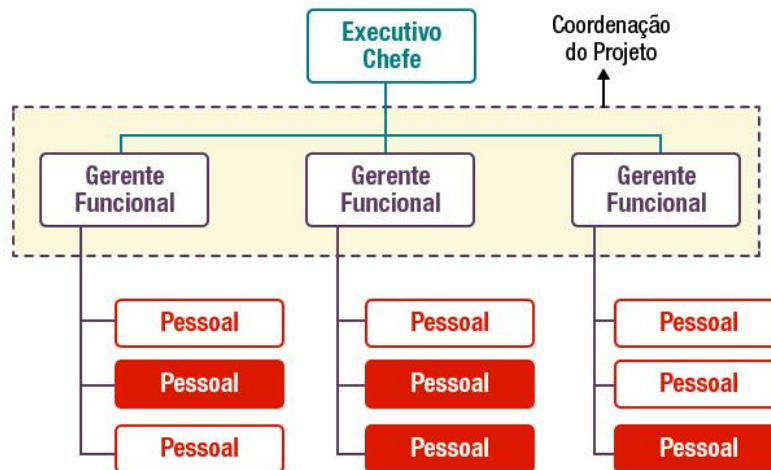 Executivo
Chefe
Coordenação
do Projeto
Gerente
Funcional
Gerente
Funcional
Gerente
Funcional
Pessoal
Pessoal
Pessoal
Pessoal
Pessoal
Pessoal
Pessoal
Pessoal
Pessoal